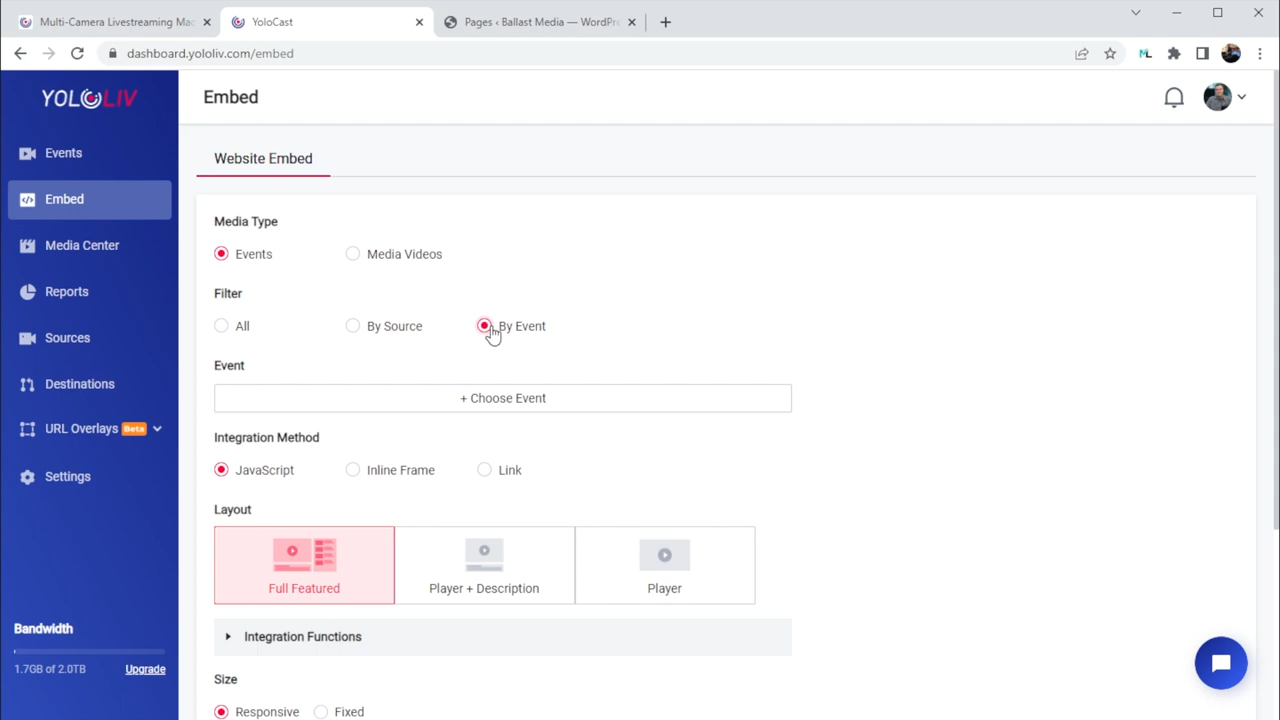 Multi-Camera Livestreaming Mac
YoloCast
Pages ‹ Ballast Media — WordPre
dashboard.yololiv.com/embed
ML
YOLOLIV
Embed
Events
Website Embed
Embed
Media Type
Media Center
Events
Media Videos
Reports
Filter
All
By Source
By Event
Sources
Event
Destinations
+ Choose Event
URL Overlays Beta
Integration Method
Settings
JavaScript
Inline Frame
Link
Layout
Full Featured
Player + Description
Player
Bandwidth
Integration Functions
1.7GB of 2.0TB Upgrade
Size
Responsive
Fixed